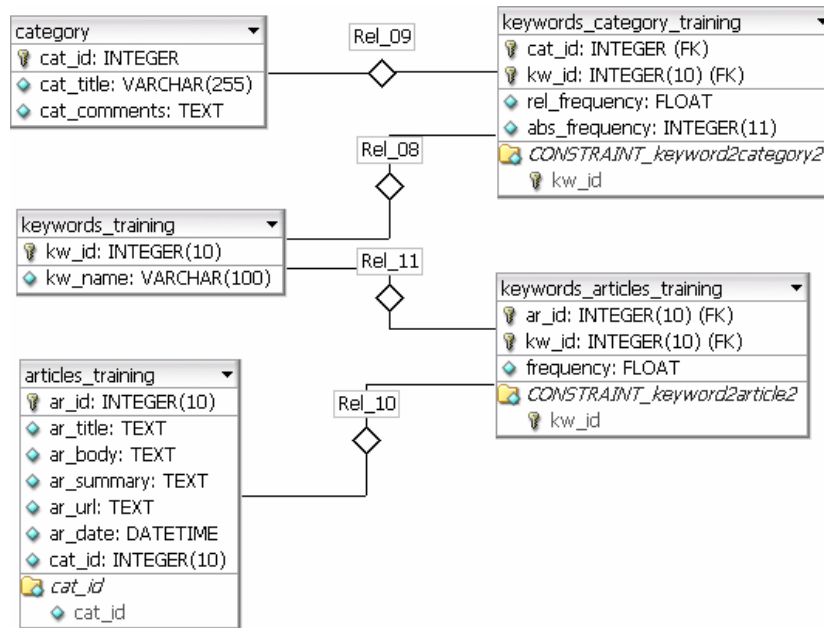 category
cat_id: INTEGER
cat_title: VARCHAR(255)
cat_comments: TEXT
Rel_09
keywords_category_training
cat_id: INTEGER (FK)
kw_id: INTEGER(10) (FK)
rel_frequency: FLOAT
abs_frequency: INTEGER(11)
CONSTRAINT_keyword2category2
kw_id
Rel_08
keywords_training
kw_id: INTEGER(10)
kw_name: VARCHAR(100)
Rel_11
keywords_articles_training
ar_id: INTEGER(10) (FK)
kw_id: INTEGER(10) (FK)
frequency: FLOAT
CONSTRAINT_keyword2article2
kw_id
articles_training
ar_id: INTEGER(10)
ar_title: TEXT
ar_body: TEXT
ar_summary: TEXT
ar_url: TEXT
ar_date: DATETIME
cat_id: INTEGER(10)
cat_id
cat_id
Rel_10